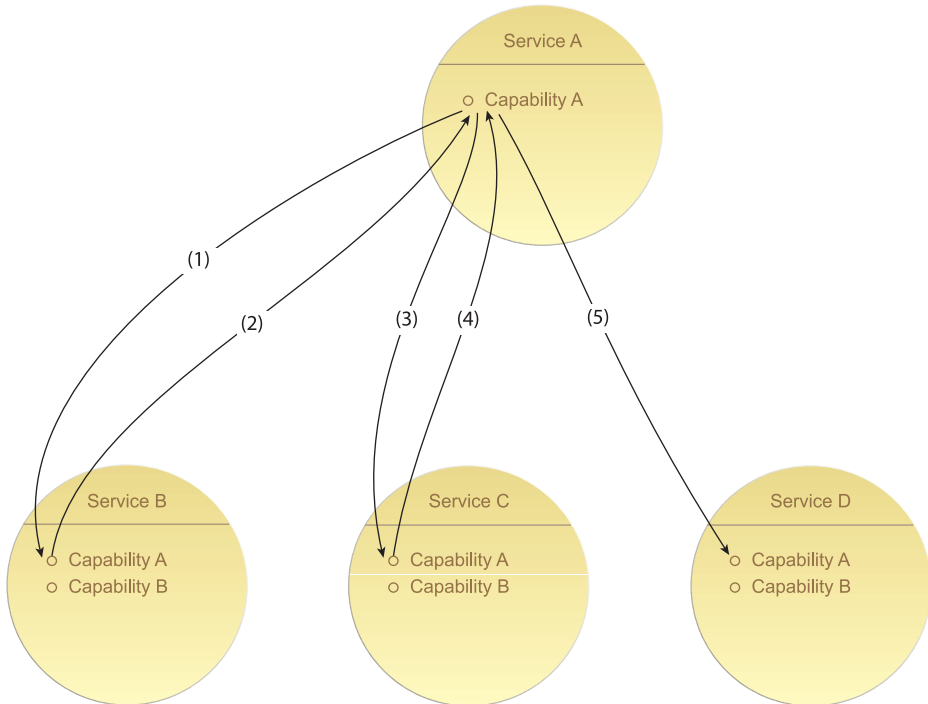 Service A
Capability A
(1)
(2)
(3)
(4)
(5)
Service B
Capability A
Capability B
Service C
Capability A
Capability B
Service D
Capability A
Capability B